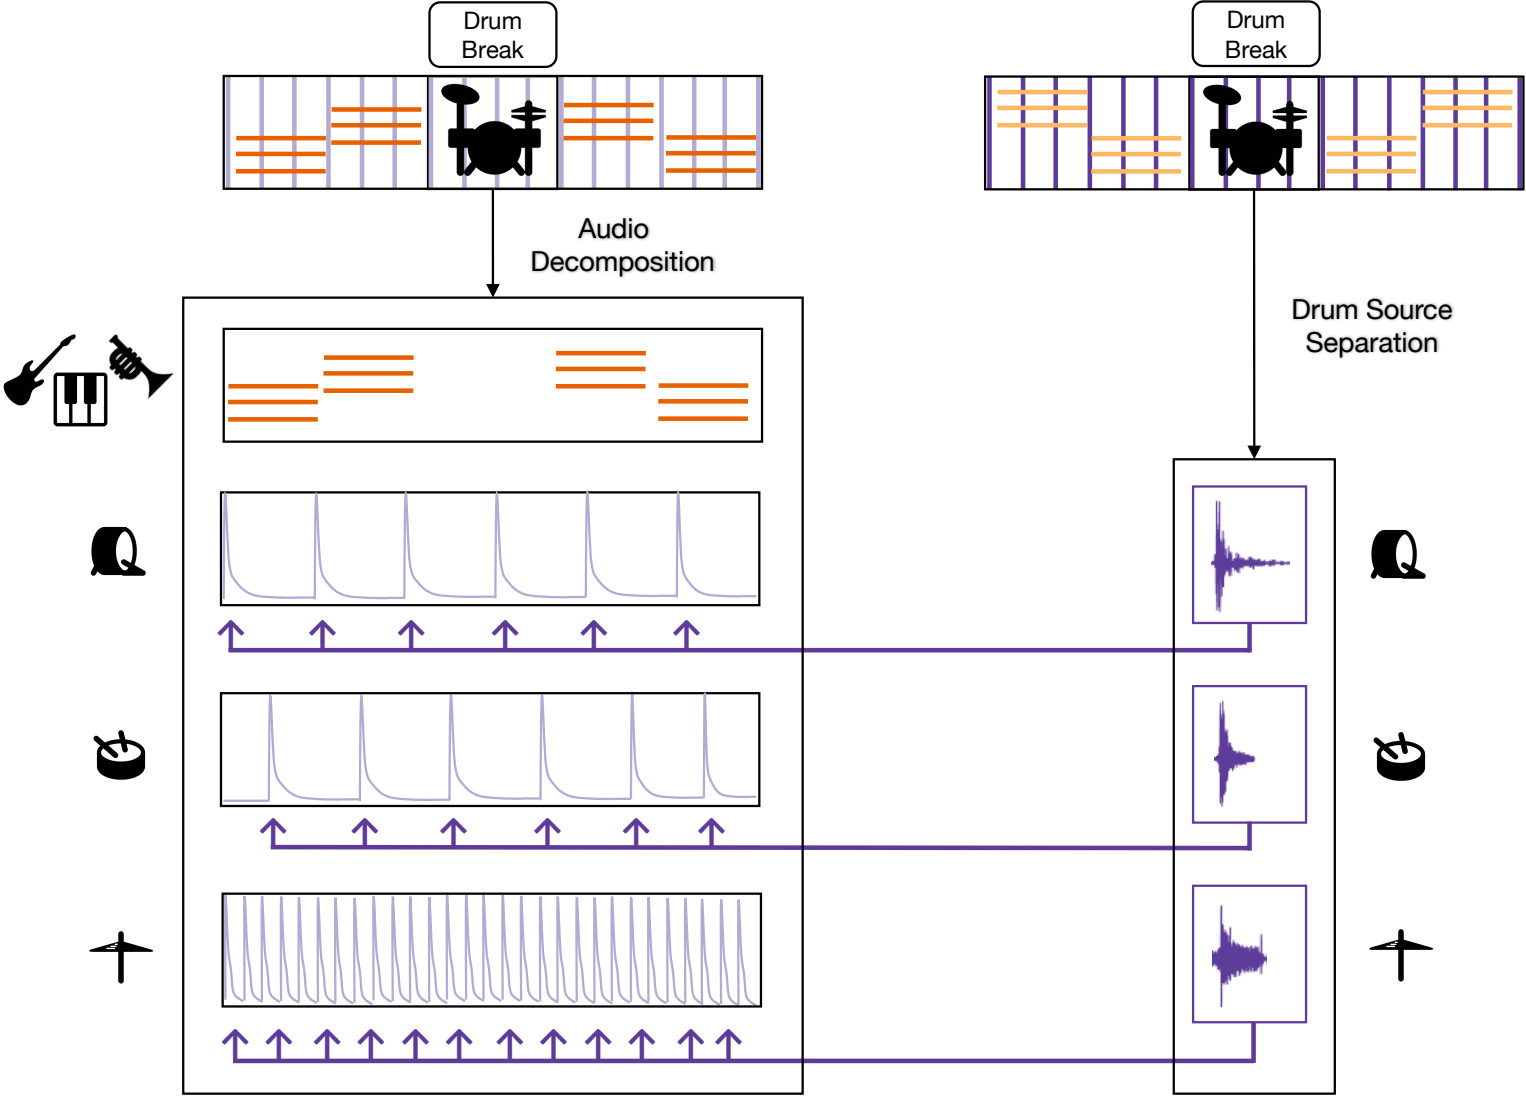 Drum
Break
Drum
Break
Audio
Decomposition
Drum Source
Separation